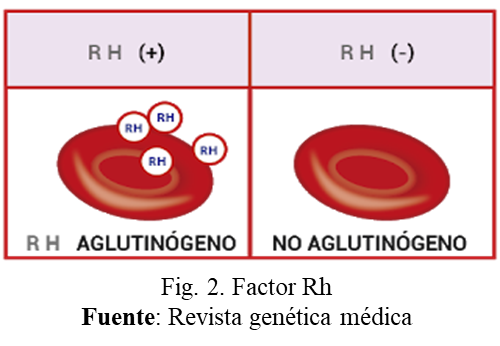 RH (+)
RH (-)
RH
RH
RH
RH
RH AGLUTINÓGENO
NO AGLUTINÓGENO
Fig. 2. Factor Rh
Fuente: Revista genética médica